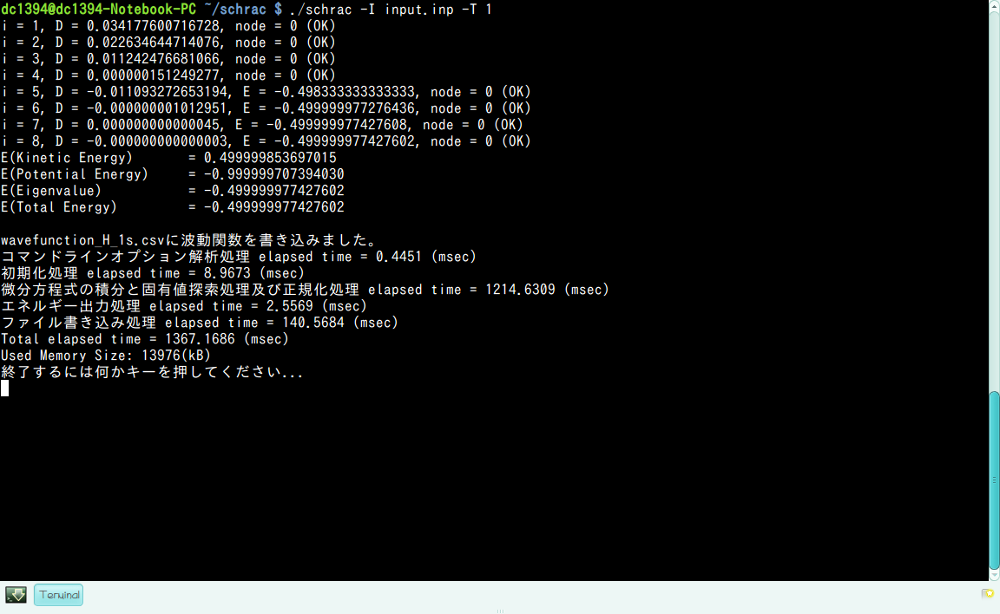 dc1394@dc1394-Notebook-PC ~/schrac $ ./schrac -I input.inp -T 1
i = 1, D = 0.034177600716728, node = 0 (OK)
i = 2, D = 0.022634644714076, node = 0 (OK)
i = 3, D = 0.011242476681066, node = 0 (OK)
i = 4, D = 0.000000151249277, node = 0 (OK)
i = 5, D = -0.011093272653194, E = -0.498333333333333, node = 0 (OK)
i = 6, D = -0.000000001012951, E = -0.499999977276436, node = 0 (OK)
i = 7, D = 0.000000000000045, E = -0.499999977427608, node = 0 (OK)
i = 8, D = -0.000000000000003, E = -0.499999977427602, node = 0 (OK)
E(Kinetic Energy) = 0.499999853697015
E(Potential Energy) = -0.999999707394030
E(Eigenvalue) = -0.499999977427602
E(Total Energy) = -0.499999977427602
wavefunction_H_1s.csvに波動関数を書き込みました。
コマンドラインオプション解析処理 elapsed time = 0.4451 (msec)
初期化処理 elapsed time = 8.9673 (msec)
微分方程式の積分と固有値探索処理及び正規化処理 elapsed time = 1214.6309 (msec)
エネルギー出力処理 elapsed time = 2.5569 (msec)
ファイル書き込み処理 elapsed time = 140.5684 (msec)
Total elapsed time = 1367.1686 (msec)
Used Memory Size: 13976(kB)
終了するには何かキーを押してください...
Terminal